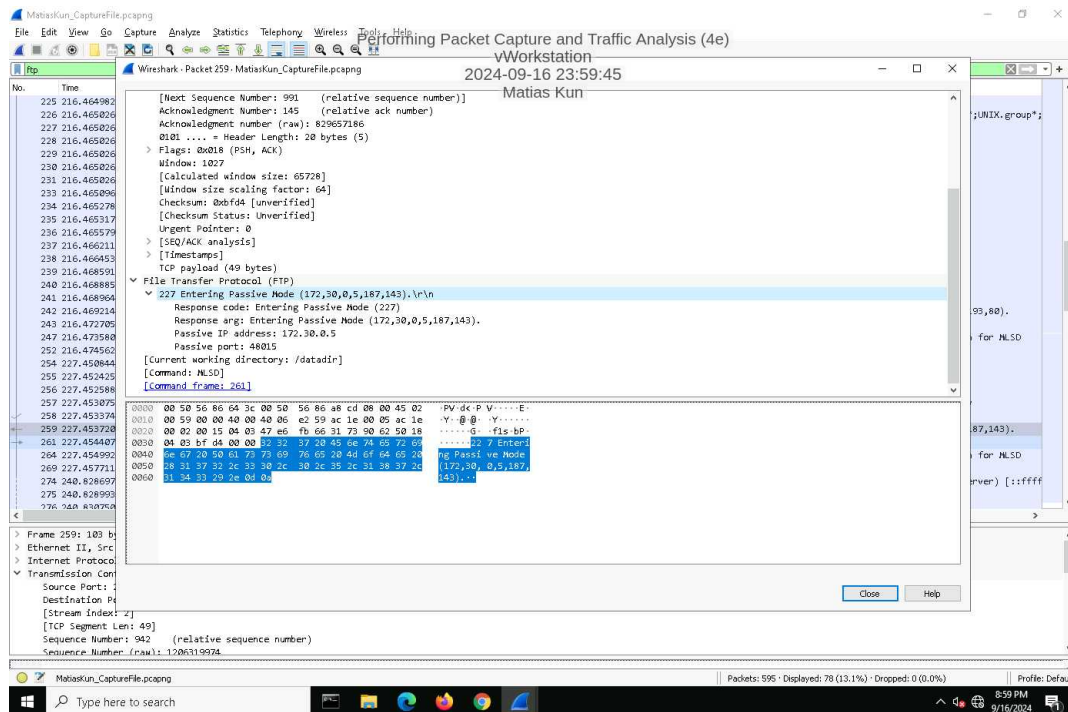 MatiasKun_CaptureFile.pcapng
File Edit View Go Capture Analyze Statistics Telephony Wireless Tools Help
Performing Packet Capture and Traffic Analysis (4e)
vWorkstation
2024-09-16 23:59:45
Matias Kun
ftp
Wireshark · Packet 259 · MatiasKun_CaptureFile.pcapng
No. Time
225 216.464982
226 216.465026
227 216.465026
228 216.465026
229 216.465026
230 216.465026
231 216.465026
233 216.465096
234 216.465278
235 216.465317
236 216.465579
237 216.466211
238 216.466453
239 216.468591
240 216.468885
241 216.468964
242 216.469214
243 216.472705
247 216.473580
252 216.474562
254 227.450844
255 227.452425
256 227.452588
257 227.453075
258 227.453374
259 227.453720
261 227.454407
264 227.454992
269 227.457711
274 240.828697
275 240.828993
276 240.830750
[Next Sequence Number: 991 (relative sequence number)]
Acknowledgment Number: 145 (relative ack number)
Acknowledgment number (raw): 829657186
0101 .... = Header Length: 20 bytes (5)
Flags: 0x018 (PSH, ACK)
Window: 1027
[Calculated window size: 65728]
[Window size scaling factor: 64]
Checksum: 0xbfd4 [unverified]
[Checksum Status: Unverified]
Urgent Pointer: 0
[SEQ/ACK analysis]
[Timestamps]
TCP payload (49 bytes)
File Transfer Protocol (FTP)
227 Entering Passive Mode (172,30,0,5,187,143).\r\n
Response code: Entering Passive Mode (227)
Response arg: Entering Passive Mode (172,30,0,5,187,143).
Passive IP address: 172.30.0.5
Passive port: 48015
[Current working directory: /datadir]
[Command: MLSD]
[Command frame: 261]
0000 00 50 56 86 64 3c 00 50 56 86 a8 cd 08 00 45 02 ·PV·d<·P V·····E·
0010 00 59 00 00 40 00 40 06 e2 59 ac 1e 00 05 ac 1e ·Y··@·@· ·Y······
0020 00 02 00 15 04 03 47 e6 fb 66 31 73 90 62 50 18 ······G· ·f1s·bP·
0030 04 03 bf d4 00 00 32 32 37 20 45 6e 74 65 72 69 ······22 7 Enteri
0040 6e 67 20 50 61 73 73 69 76 65 20 4d 6f 64 65 20 ng Passi ve Mode
0050 28 31 37 32 2c 33 30 2c 30 2c 35 2c 31 38 37 2c (172,30, 0,5,187,
0060 31 34 33 29 2e 0d 0a 143).··
Close Help
*;UNIX.group*;
93,80).
for MLSD
87,143).
for MLSD
rver) [::ffff
Frame 259: 103 by
Ethernet II, Src
Internet Protoco
Transmission Con
Source Port: 2
Destination Po
[Stream index: 2]
[TCP Segment Len: 49]
Sequence Number: 942 (relative sequence number)
Sequence Number (raw): 1206319974
MatiasKun_CaptureFile.pcapng
Packets: 595 · Displayed: 78 (13.1%) · Dropped: 0 (0.0%)
Profile: Defau
Type here to search
8:59 PM
9/16/2024